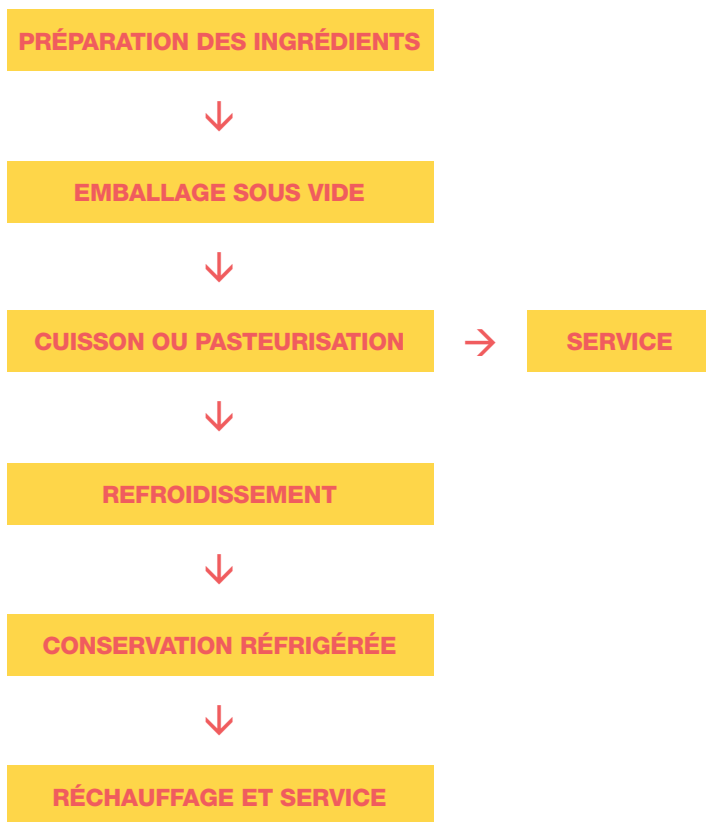 PRÉPARATION DES INGRÉDIENTS
EMBALLAGE SOUS VIDE
CUISSON OU PASTEURISATION
SERVICE
REFROIDISSEMENT
CONSERVATION RÉFRIGÉRÉE
RÉCHAUFFAGE ET SERVICE